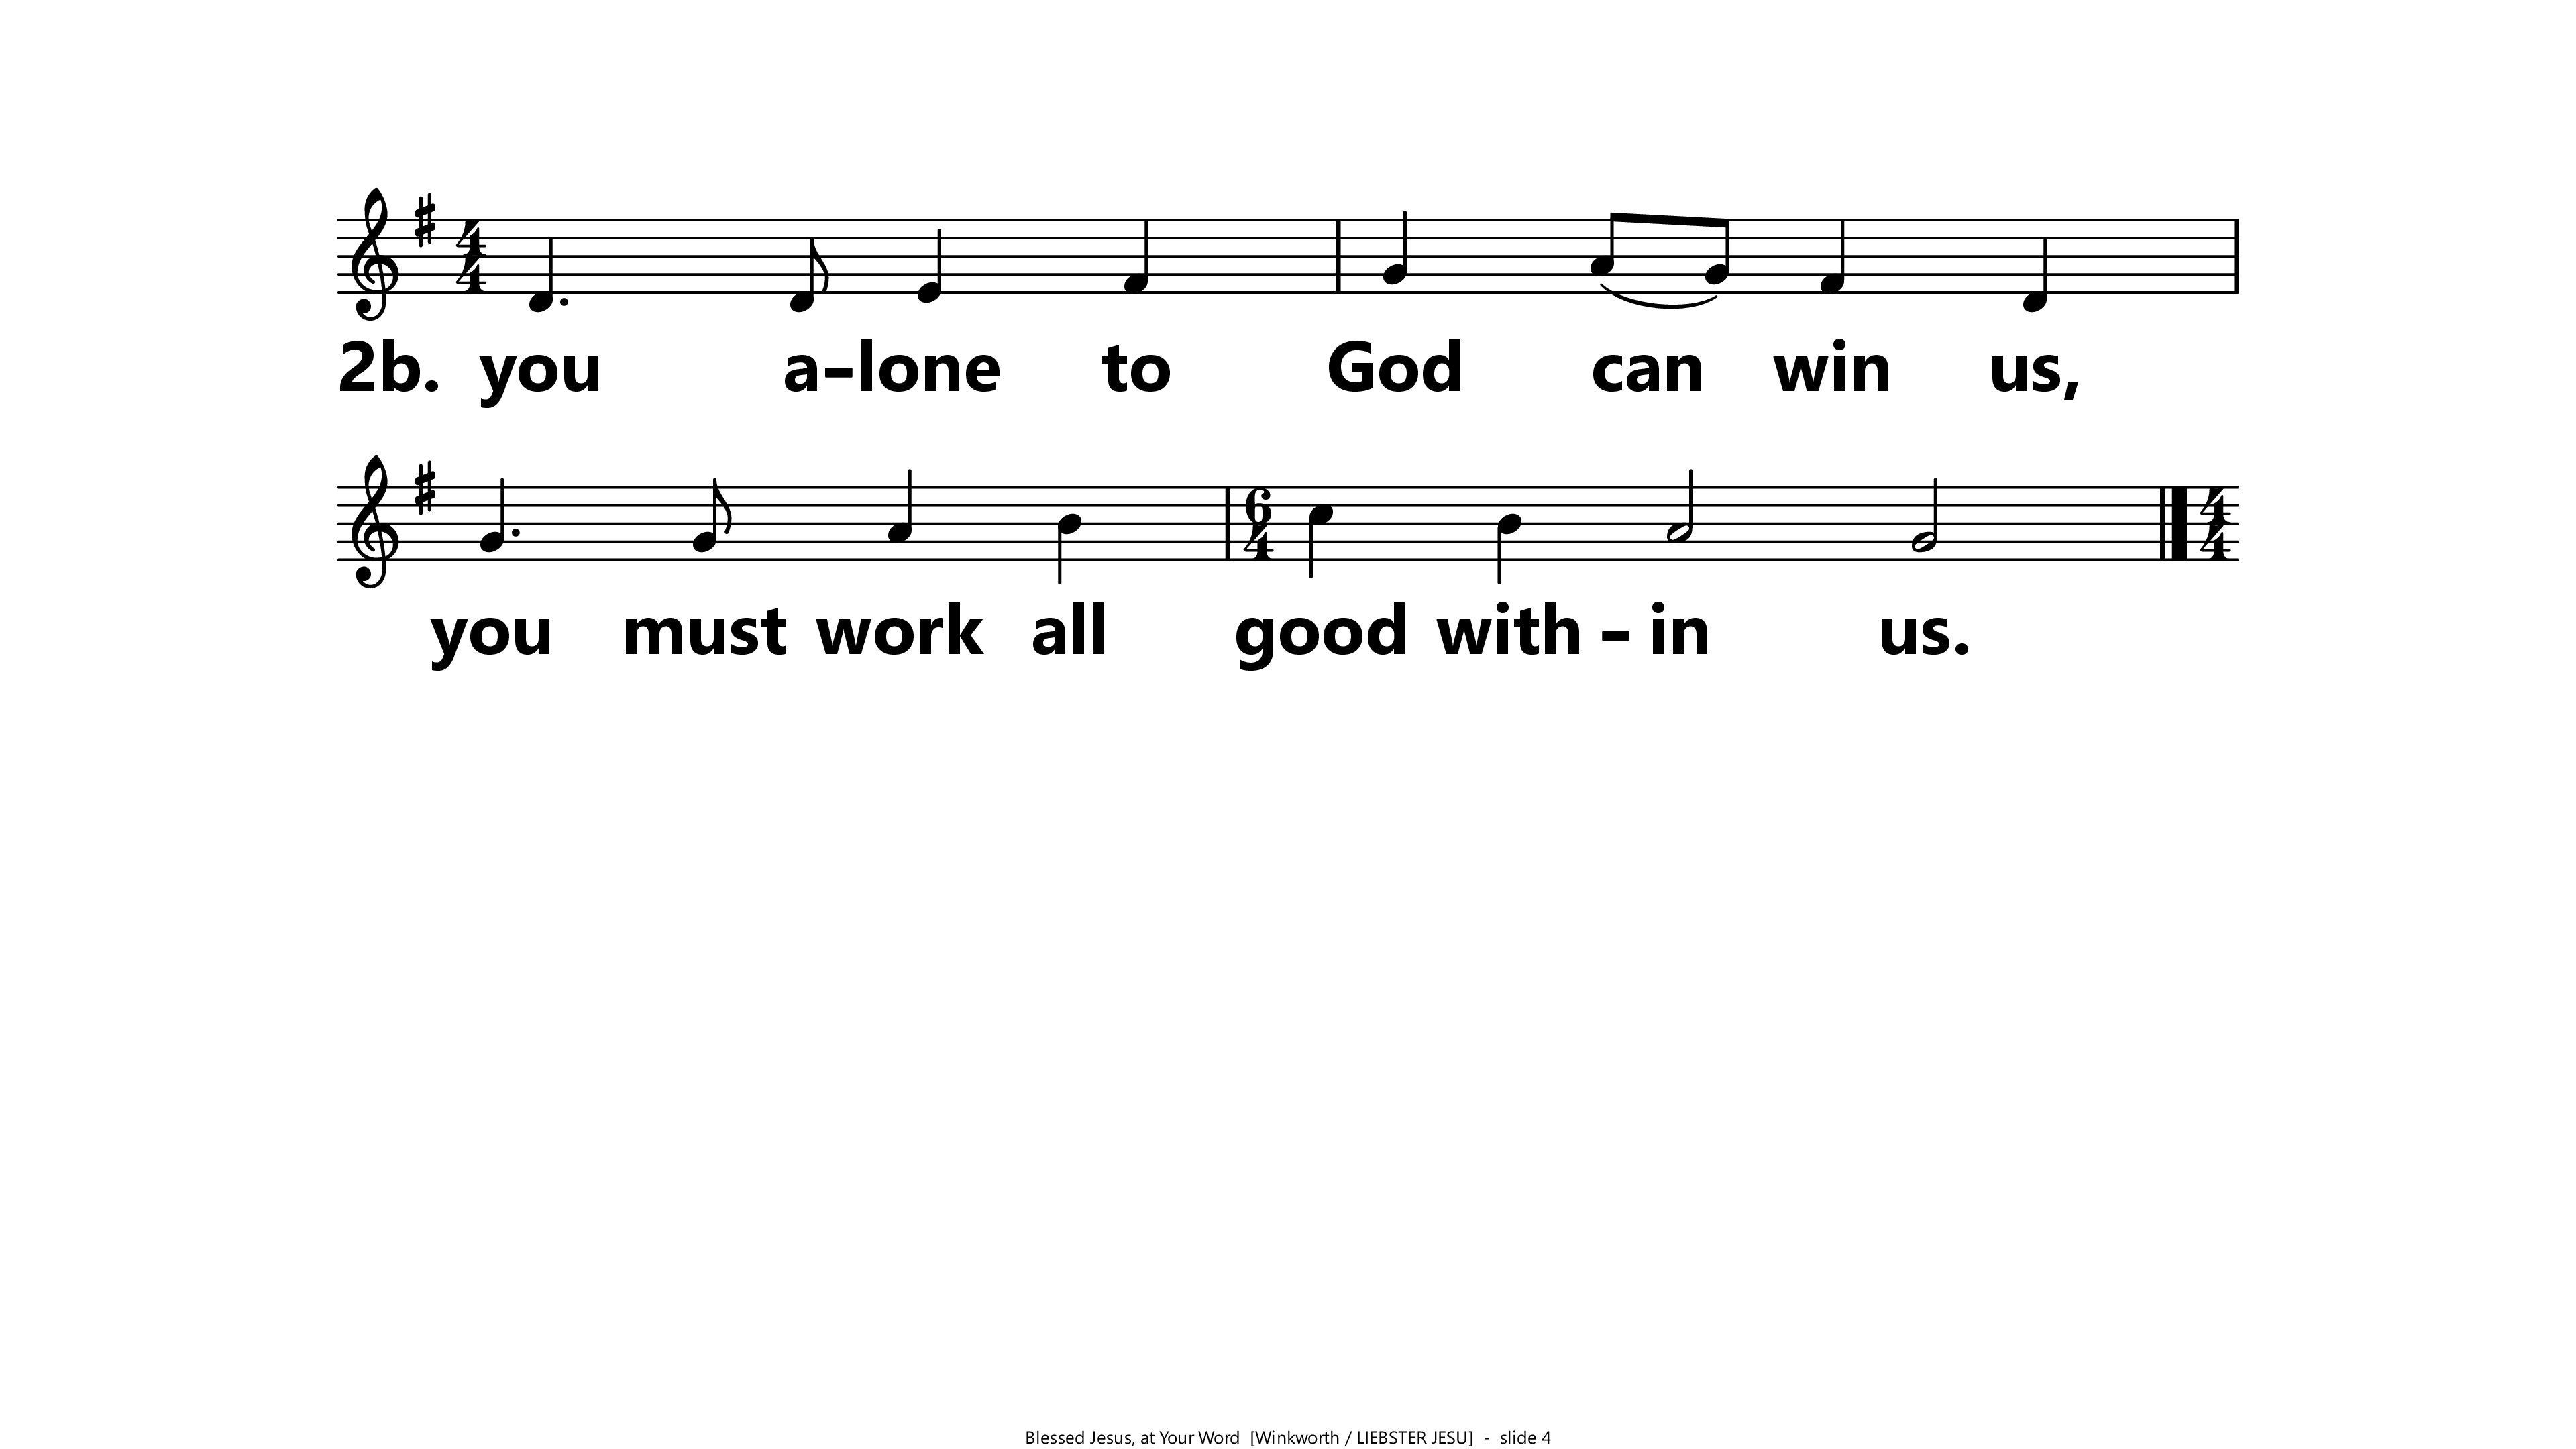 2b. you a-lone to God can win us,
you must work all good with - in us.
Blessed Jesus, at Your Word [Winkworth / LIEBSTER JESU] - slide 4